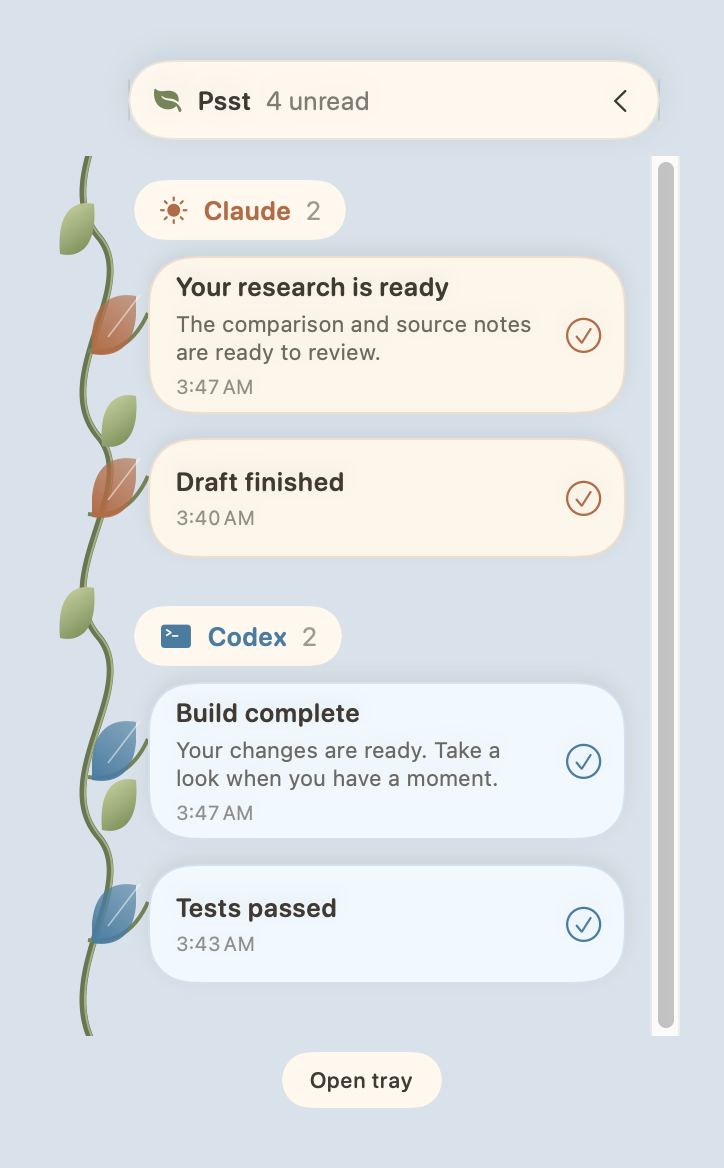 Psst 4 unread
Claude 2
Your research is ready
The comparison and source notes
are ready to review.
3:47 AM
Draft finished
3:40 AM
>_ Codex 2
Build complete
Your changes are ready. Take a
look when you have a moment.
3:47 AM
Tests passed
3:43 AM
Open tray